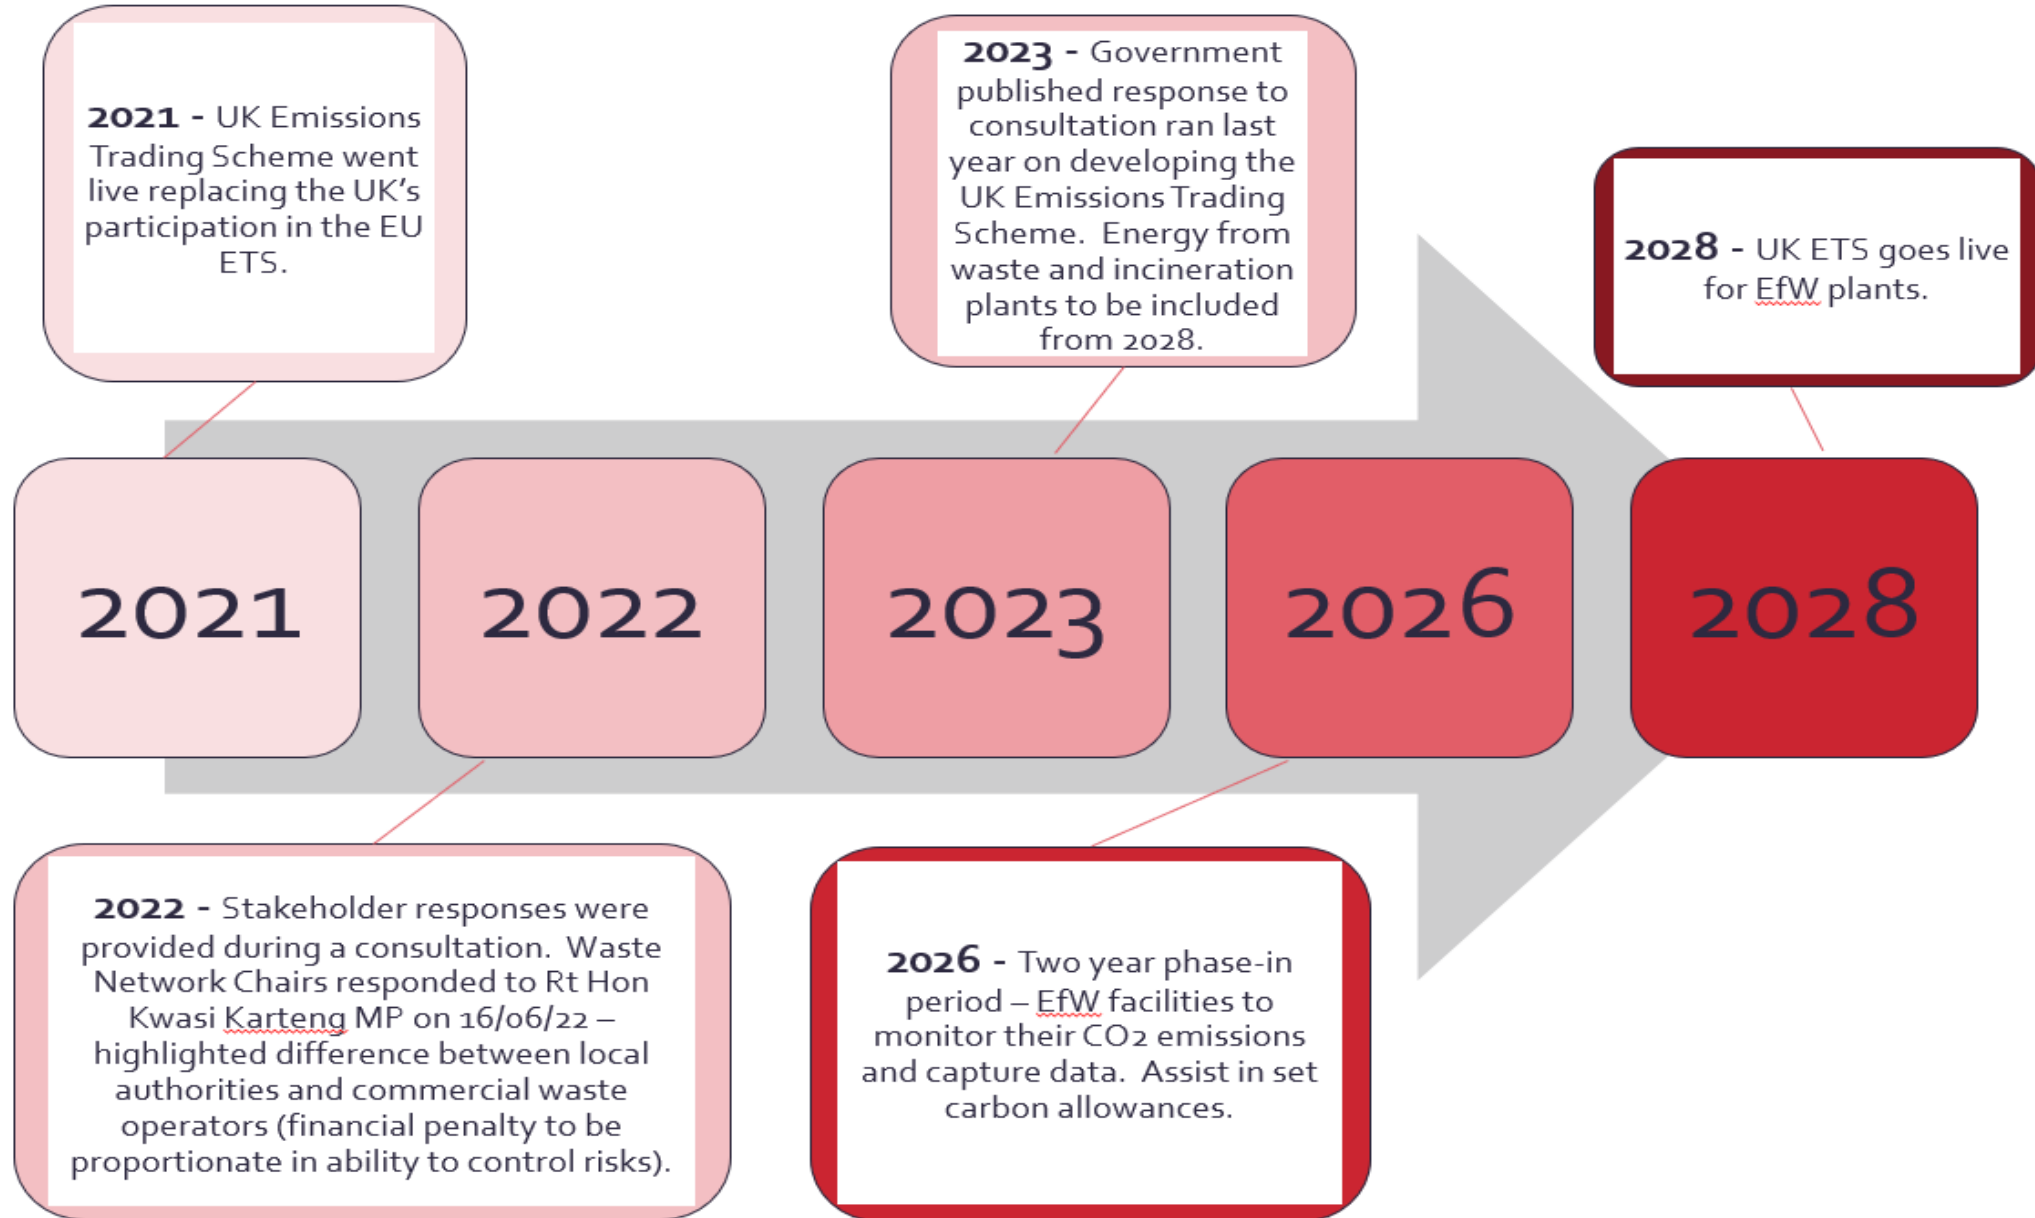 2021 - UK Emissions
Trading Scheme went
live replacing the UK’s
participation in the EU
ETS.
2023 - Government
published response to
consultation ran last
year on developing the
UK Emissions Trading
Scheme.  Energy from
waste and incineration
plants to be included
from 2028.
2028 - UK ETS goes live
for EfW plants.
2021
2022
2023
2026
2028
2022 - Stakeholder responses were
provided during a consultation.  Waste
Network Chairs responded to Rt Hon
Kwasi Karteng MP on 16/06/22 –
highlighted difference between local
authorities and commercial waste
operators (financial penalty to be
proportionate in ability to control risks).
2026 - Two year phase-in
period – EfW facilities to
monitor their CO2 emissions
and capture data.  Assist in set
carbon allowances.